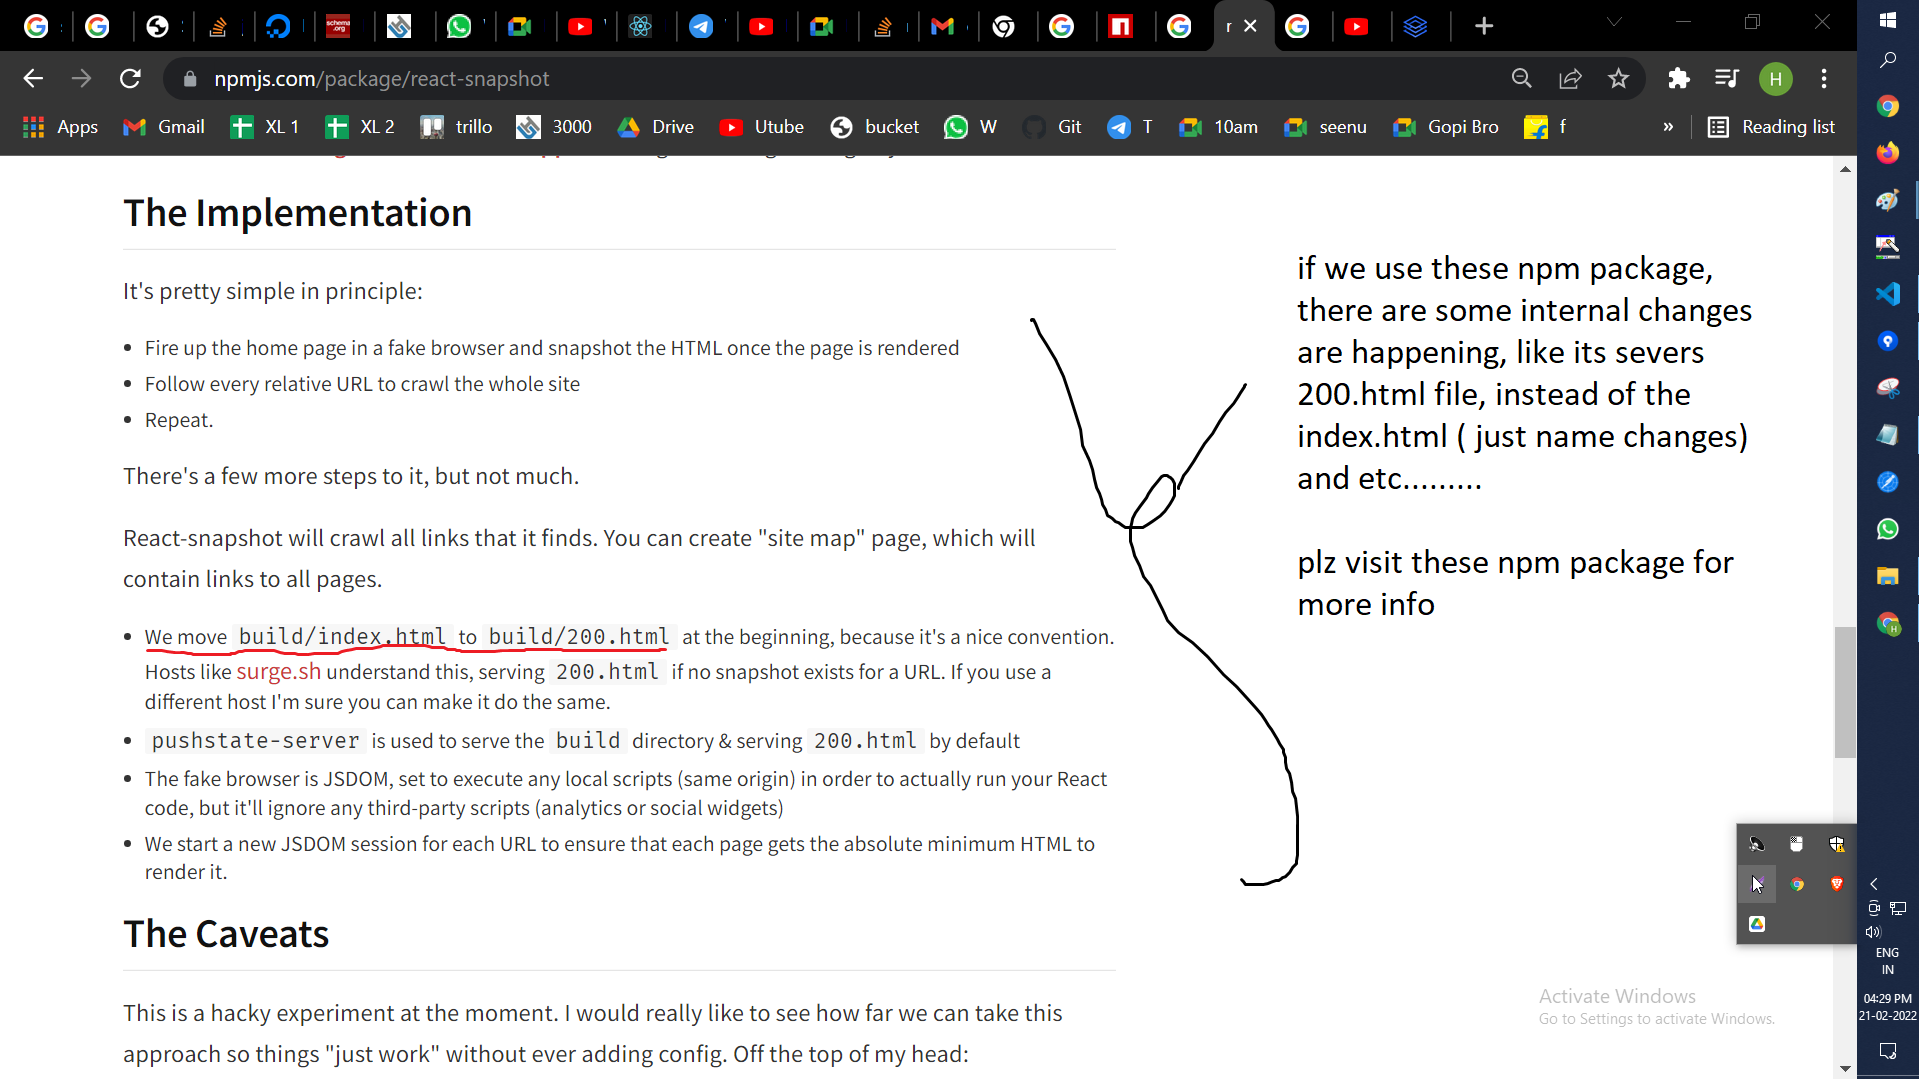 r
npmjs.com/package/react-snapshot
H
Apps
Gmail
XL 1
XL 2
trillo
3000
Drive
Utube
bucket
W
Git
T
10am
seenu
Gopi Bro
f
»
Reading list
The Implementation
It's pretty simple in principle:
• Fire up the home page in a fake browser and snapshot the HTML once the page is rendered
• Follow every relative URL to crawl the whole site
• Repeat.
There's a few more steps to it, but not much.
React-snapshot will crawl all links that it finds. You can create "site map" page, which will
contain links to all pages.
• We move build/index.html to build/200.html at the beginning, because it's a nice convention.
Hosts like surge.sh understand this, serving 200.html if no snapshot exists for a URL. If you use a
different host I'm sure you can make it do the same.
• pushstate-server is used to serve the build directory & serving 200.html by default
• The fake browser is JSDOM, set to execute any local scripts (same origin) in order to actually run your React
code, but it'll ignore any third-party scripts (analytics or social widgets)
• We start a new JSDOM session for each URL to ensure that each page gets the absolute minimum HTML to
render it.
The Caveats
This is a hacky experiment at the moment. I would really like to see how far we can take this
approach so things "just work" without ever adding config. Off the top of my head:
if we use these npm package,
there are some internal changes
are happening, like its severs
200.html file, instead of the
index.html ( just name changes)
and etc.........
plz visit these npm package for
more info
Activate Windows
Go to Settings to activate Windows.
ENG
IN
04:29 PM
21-02-2022